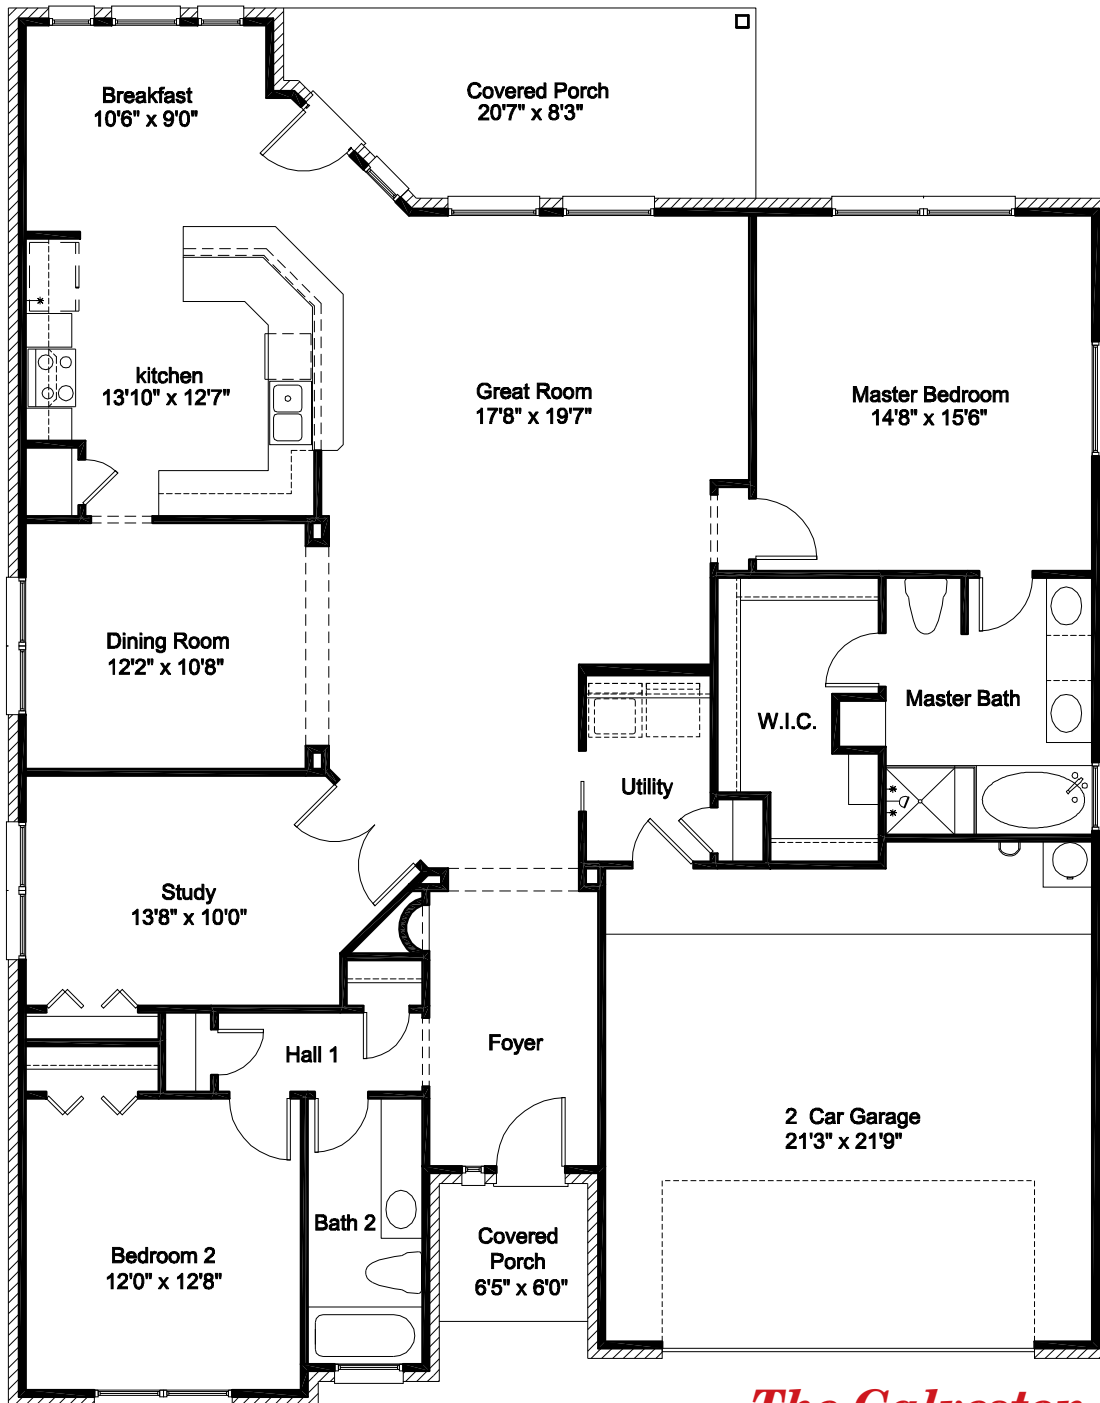 Breakfast
10'6" x 9'0"
Covered Porch
20'7" x 8'3"
kitchen
13'10" x 12'7"
Great Room
17'8" x 19'7"
Master Bedroom
14'8" x 15'6"
Dining Room
12'2" x 10'8"
W.I.C.
Master Bath
Utility
Study
13'8" x 10'0"
Hall 1
Foyer
2 Car Garage
21'3" x 21'9"
Bath 2
Covered
Porch
6'5" x 6'0"
Bedroom 2
12'0" x 12'8"
The Galveston